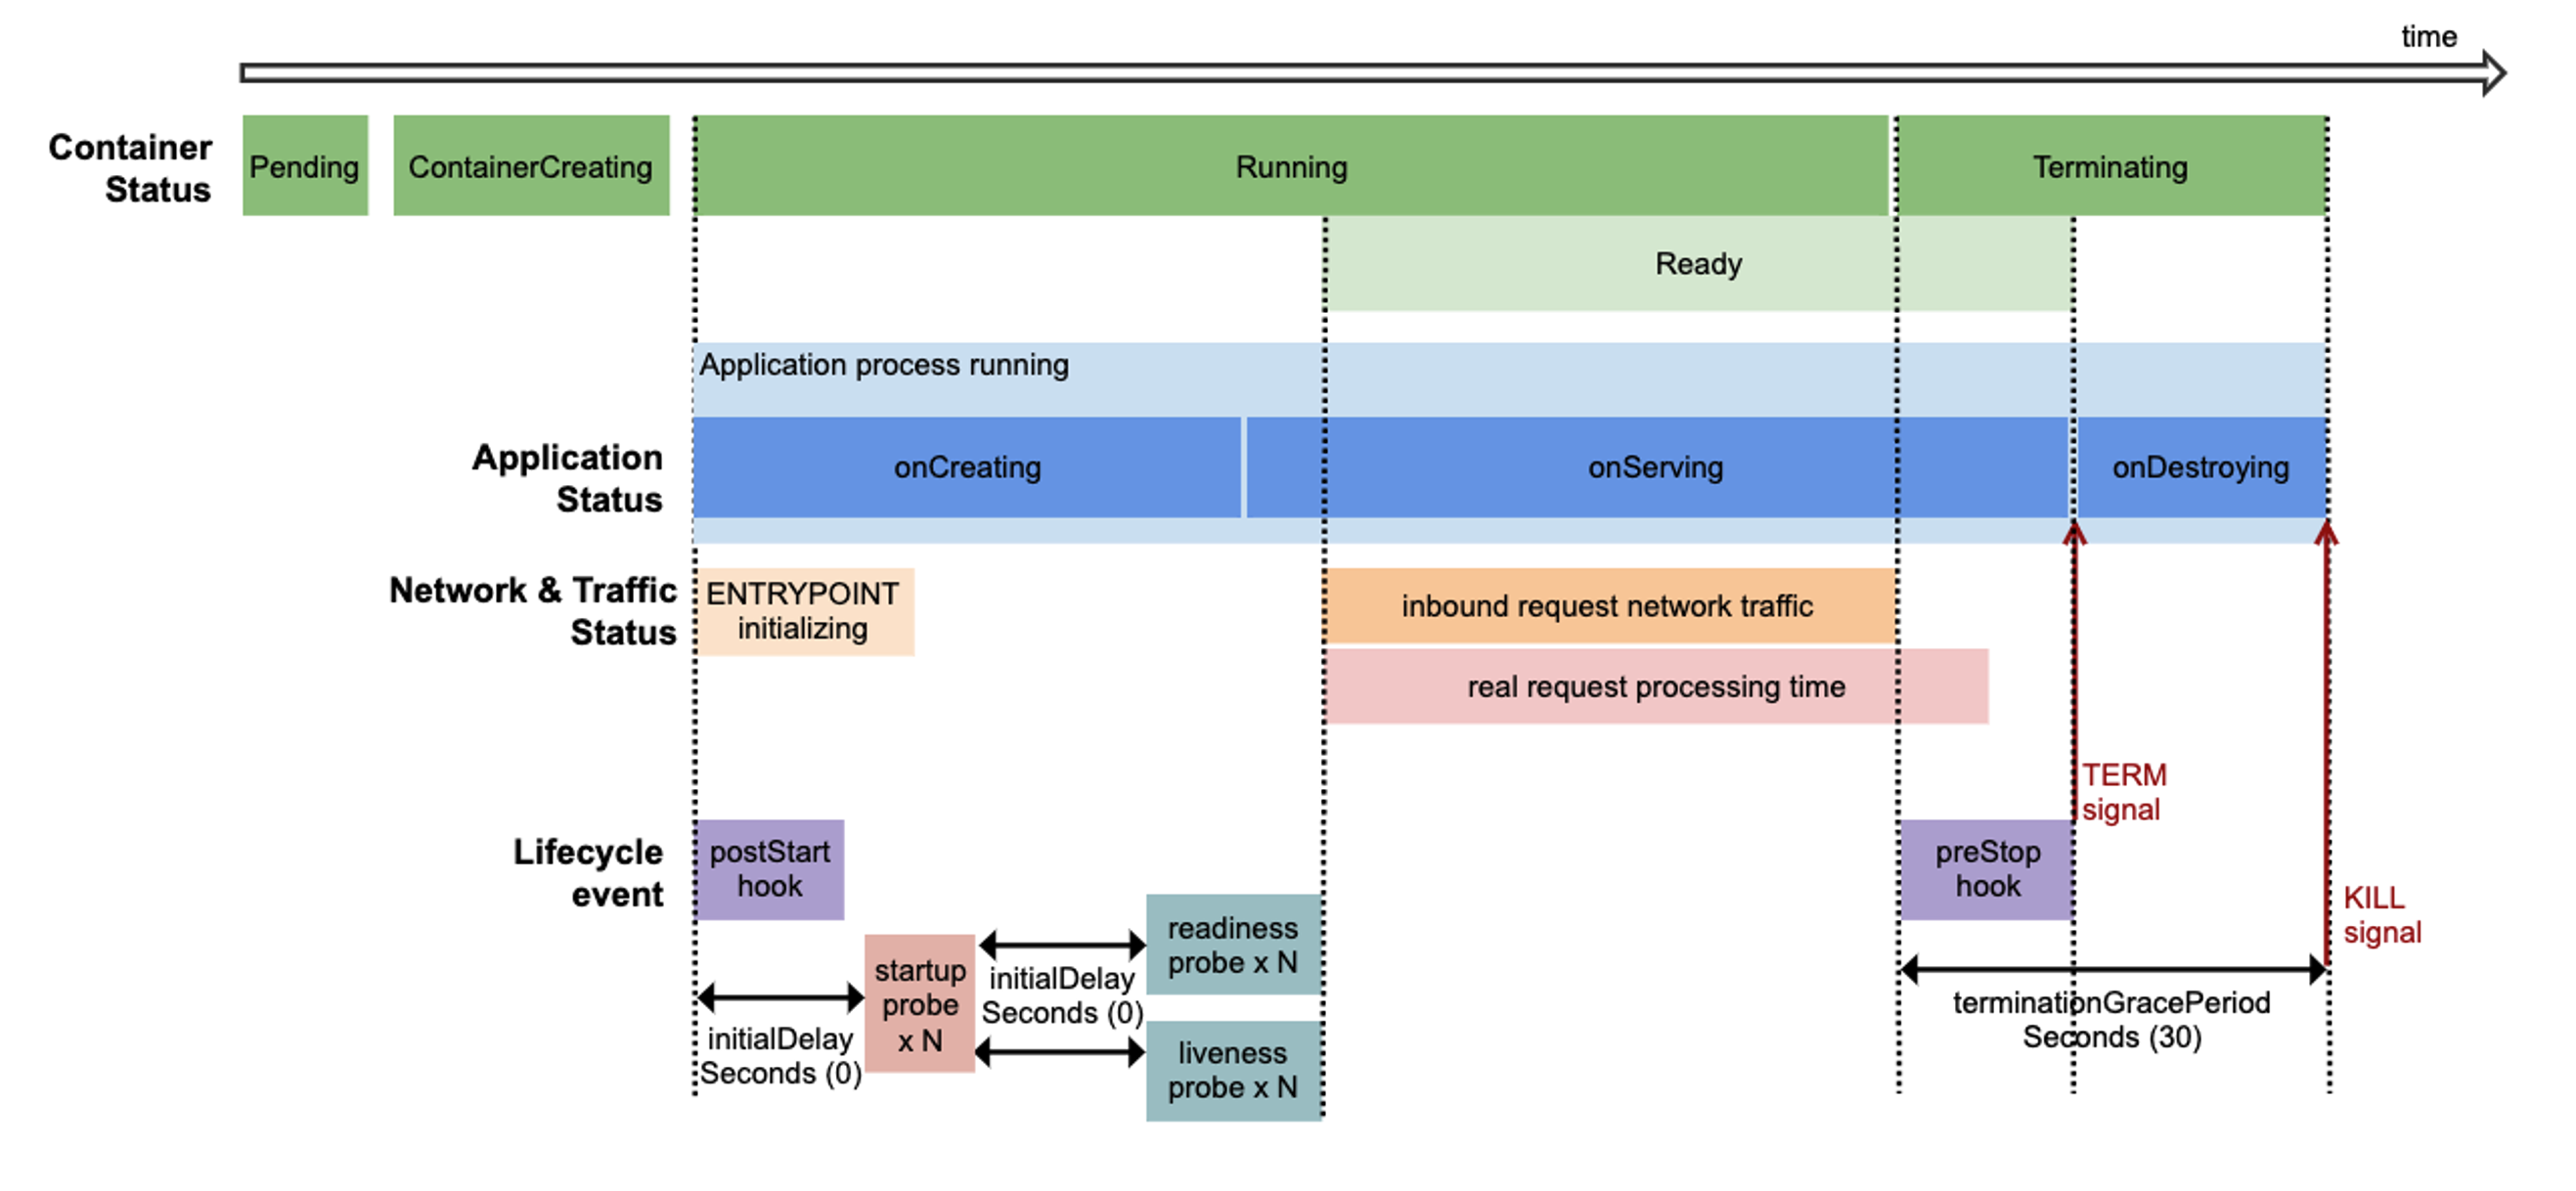 time
Container
Status
Pending
ContainerCreating
Running
Terminating
Ready
Application process running
Application
Status
onCreating
onServing
onDestroying
Network & Traffic
Status
ENTRYPOINT
initializing
inbound request network traffic
real request processing time
TERM
signal
Lifecycle
event
postStart
hook
preStop
hook
KILL
signal
readiness
probe x N
startup
probe
x N
initialDelay
Seconds (0)
initialDelay
Seconds (0)
liveness
probe x N
terminationGracePeriod
Seconds (30)